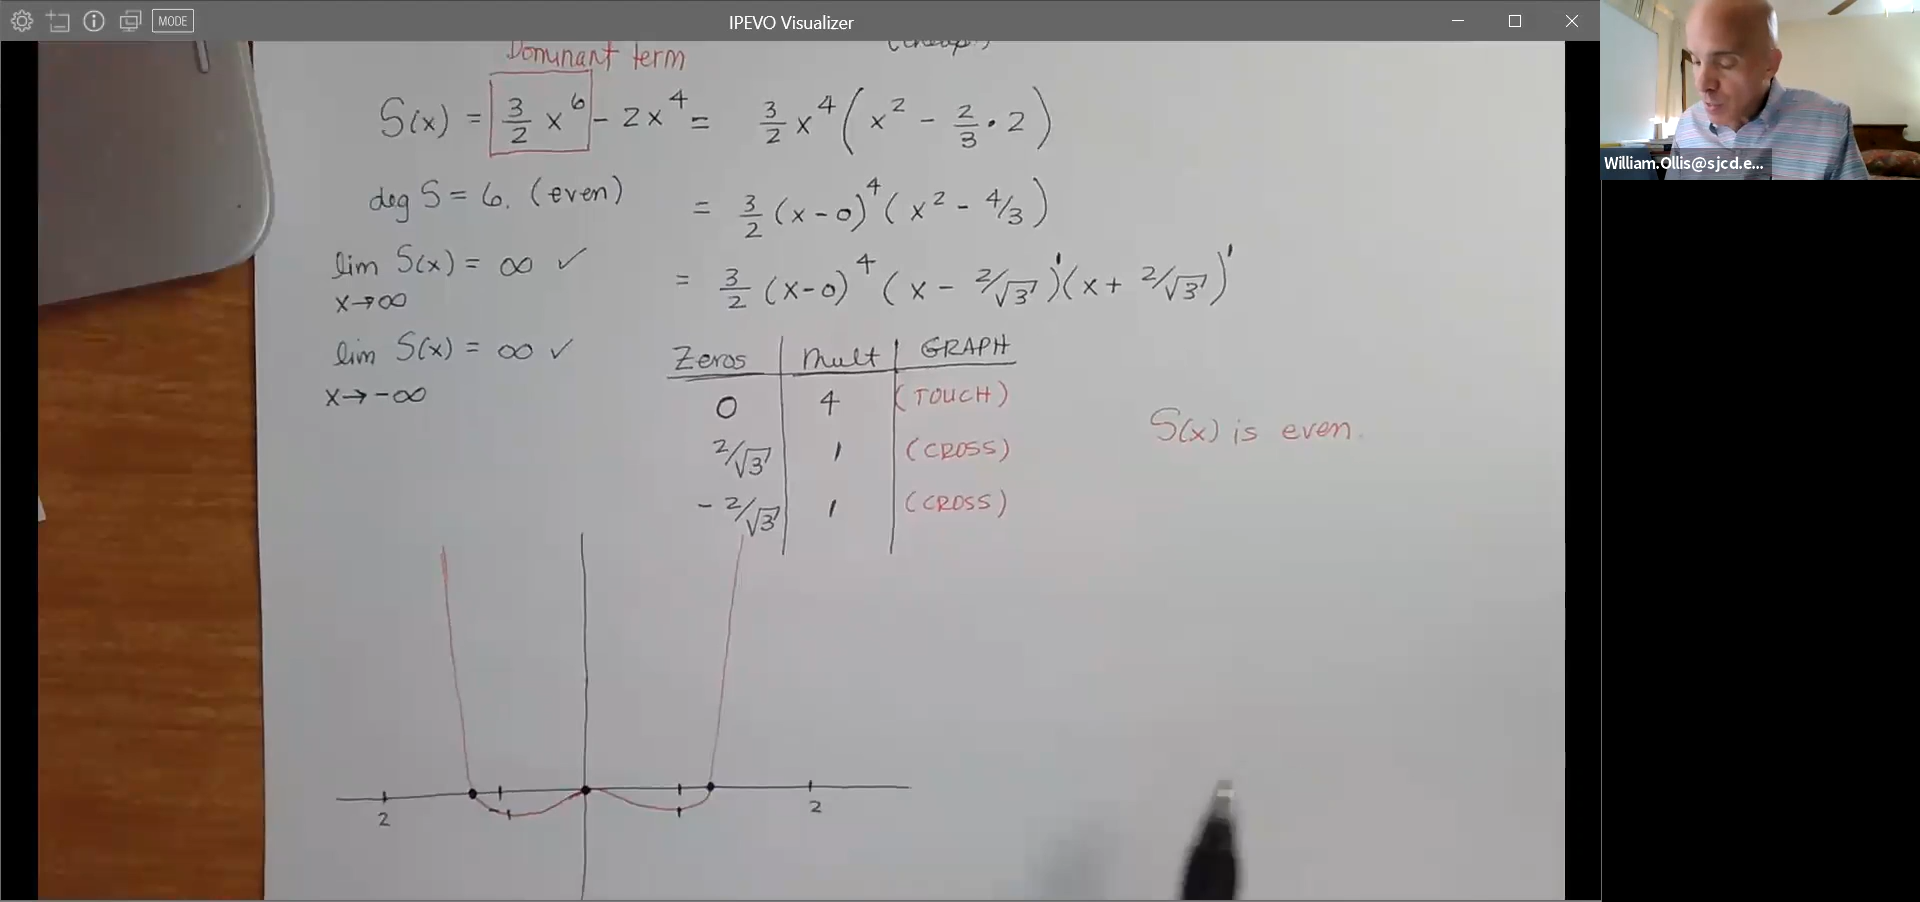 MODE
IPEVO Visualizer
William.Ollis@sjcd.e...
Dominant term
S(x) = 3/2 x^6 - 2x^4 = 3/2 x^4 (x^2 - 2/3 • 2)
deg S = 6. (even)
= 3/2 (x-0)^4 (x^2 - 4/3)
lim S(x) = ∞ ✓
x→∞
= 3/2 (x-0)^4 (x - 2/√3)^1 (x + 2/√3)^1
lim S(x) = ∞ ✓
x→-∞
Zeros | Mult | GRAPH
0 | 4 | (TOUCH)
2/√3 | 1 | (CROSS)
-2/√3 | 1 | (CROSS)
S(x) is even.
2
2